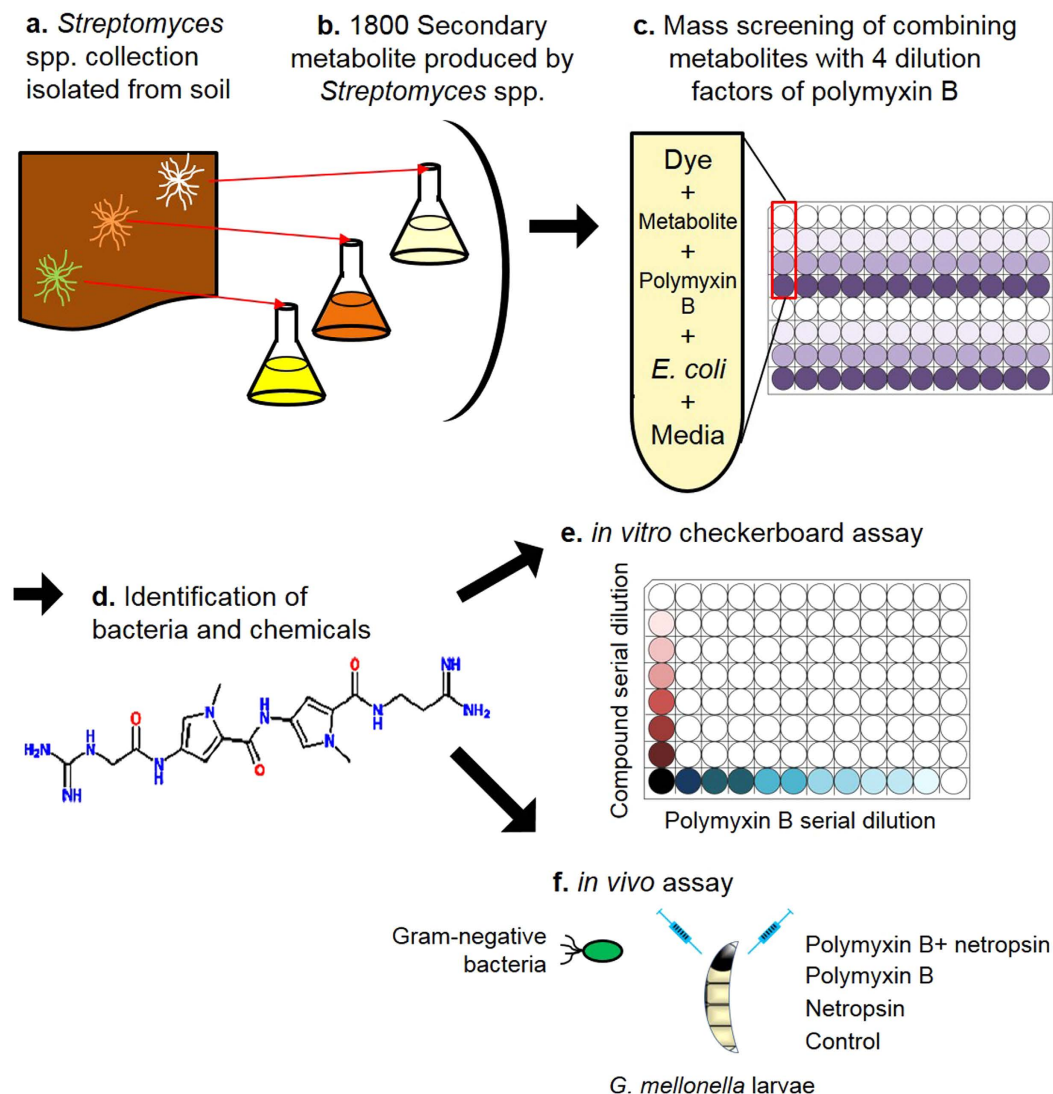 a. Streptomyces
spp. collection
isolated from soil
b. 1800 Secondary
metabolite produced by
Streptomyces spp.
c. Mass screening of combining
metabolites with 4 dilution
factors of polymyxin B
Dye
+
Metabolite
+
Polymyxin
B
+
E. coli
+
Media
d. Identification of
bacteria and chemicals
H₂N
NH
H
N
O
N
H
N
O
H
N
N
O
N
H
NH
NH₂
e. in vitro checkerboard assay
Compound serial dilution
Polymyxin B serial dilution
f. in vivo assay
Gram-negative
bacteria
Polymyxin B+ netropsin
Polymyxin B
Netropsin
Control
G. mellonella larvae